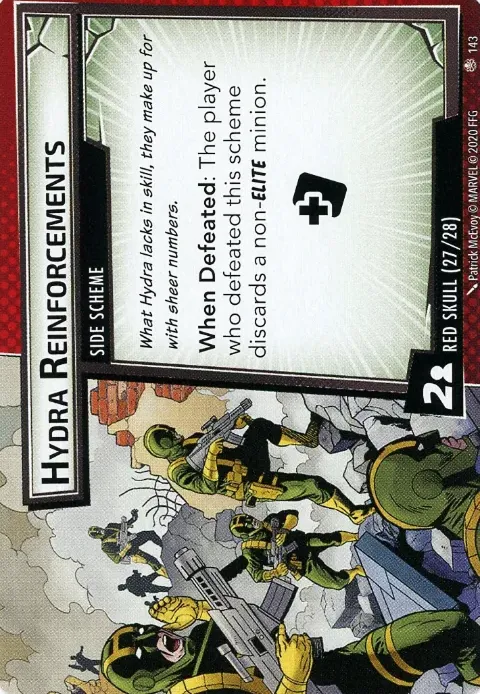 HYDRA REINFORCEMENTS
SIDE SCHEME
What Hydra lacks in skill, they make up for
with sheer numbers.
When Defeated: The player
who defeated this scheme
discards a non-ELITE minion.
2
RED SKULL (27/28)
Patrick McEvoy © MARVEL © 2020 FFG
143